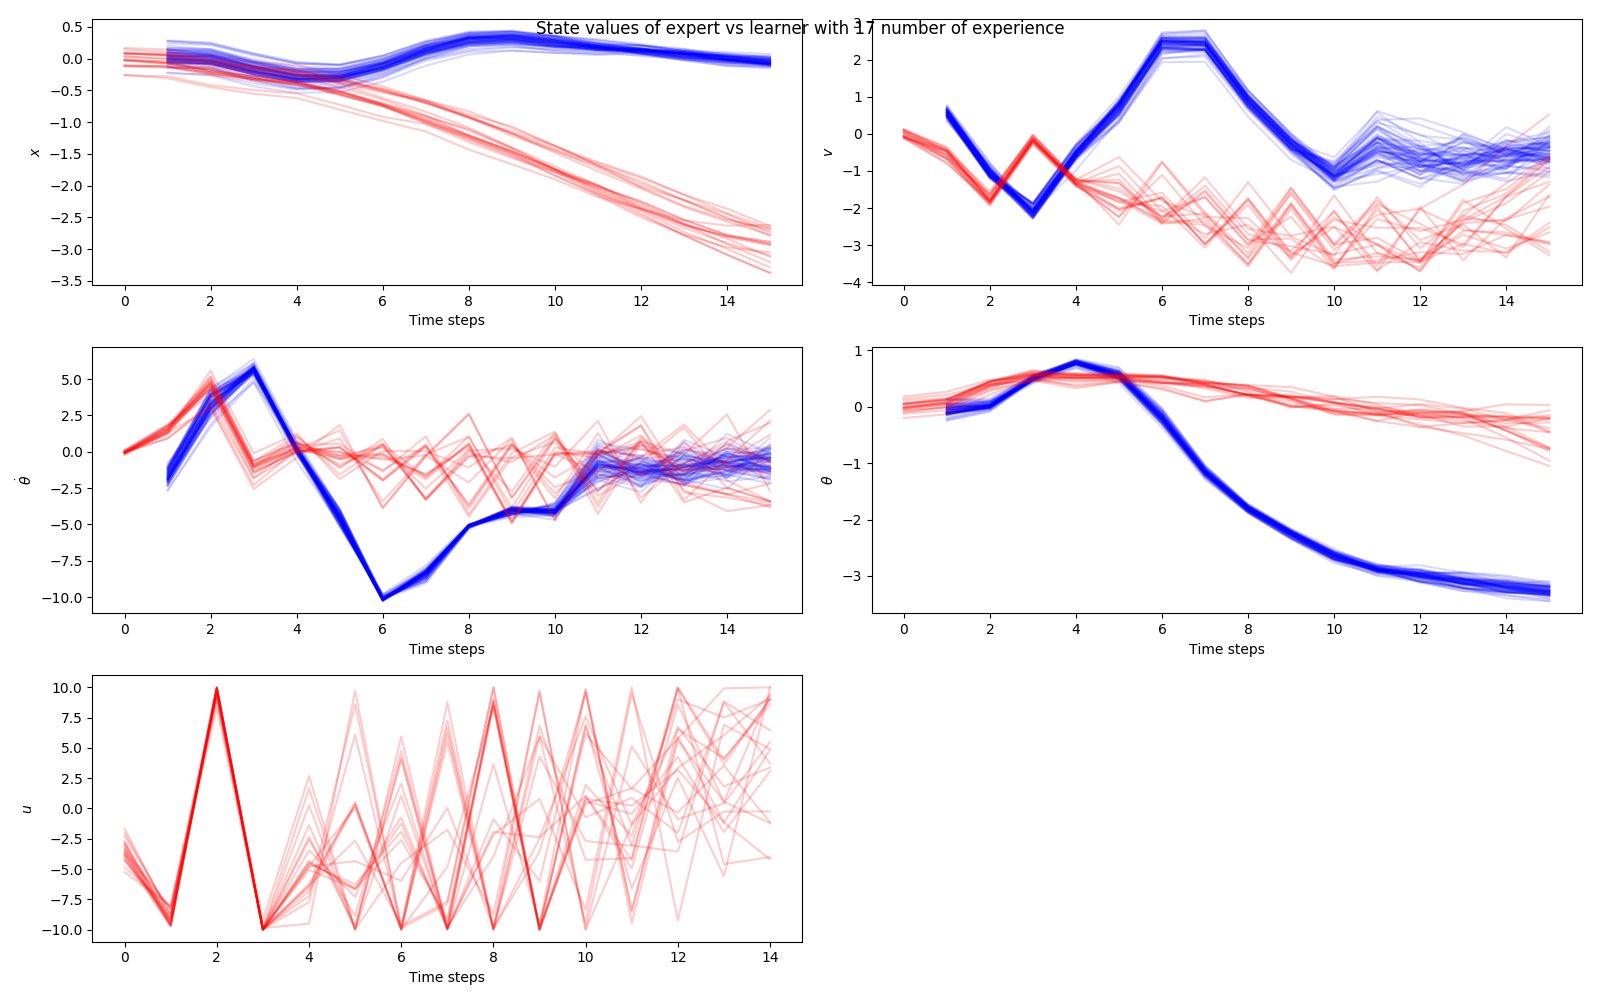 State values of expert vs learner with 17 number of experience
0.5
0.0
−0.5
−1.0
−1.5
−2.0
−2.5
−3.0
−3.5
x
0 2 4 6 8 10 12 14
Time steps
3
2
1
0
−1
−2
−3
−4
v
0 2 4 6 8 10 12 14
Time steps
5.0
2.5
0.0
−2.5
−5.0
−7.5
−10.0
θ̇
0 2 4 6 8 10 12 14
Time steps
1
0
−1
−2
−3
θ
0 2 4 6 8 10 12 14
Time steps
10.0
7.5
5.0
2.5
0.0
−2.5
−5.0
−7.5
−10.0
u
0 2 4 6 8 10 12 14
Time steps